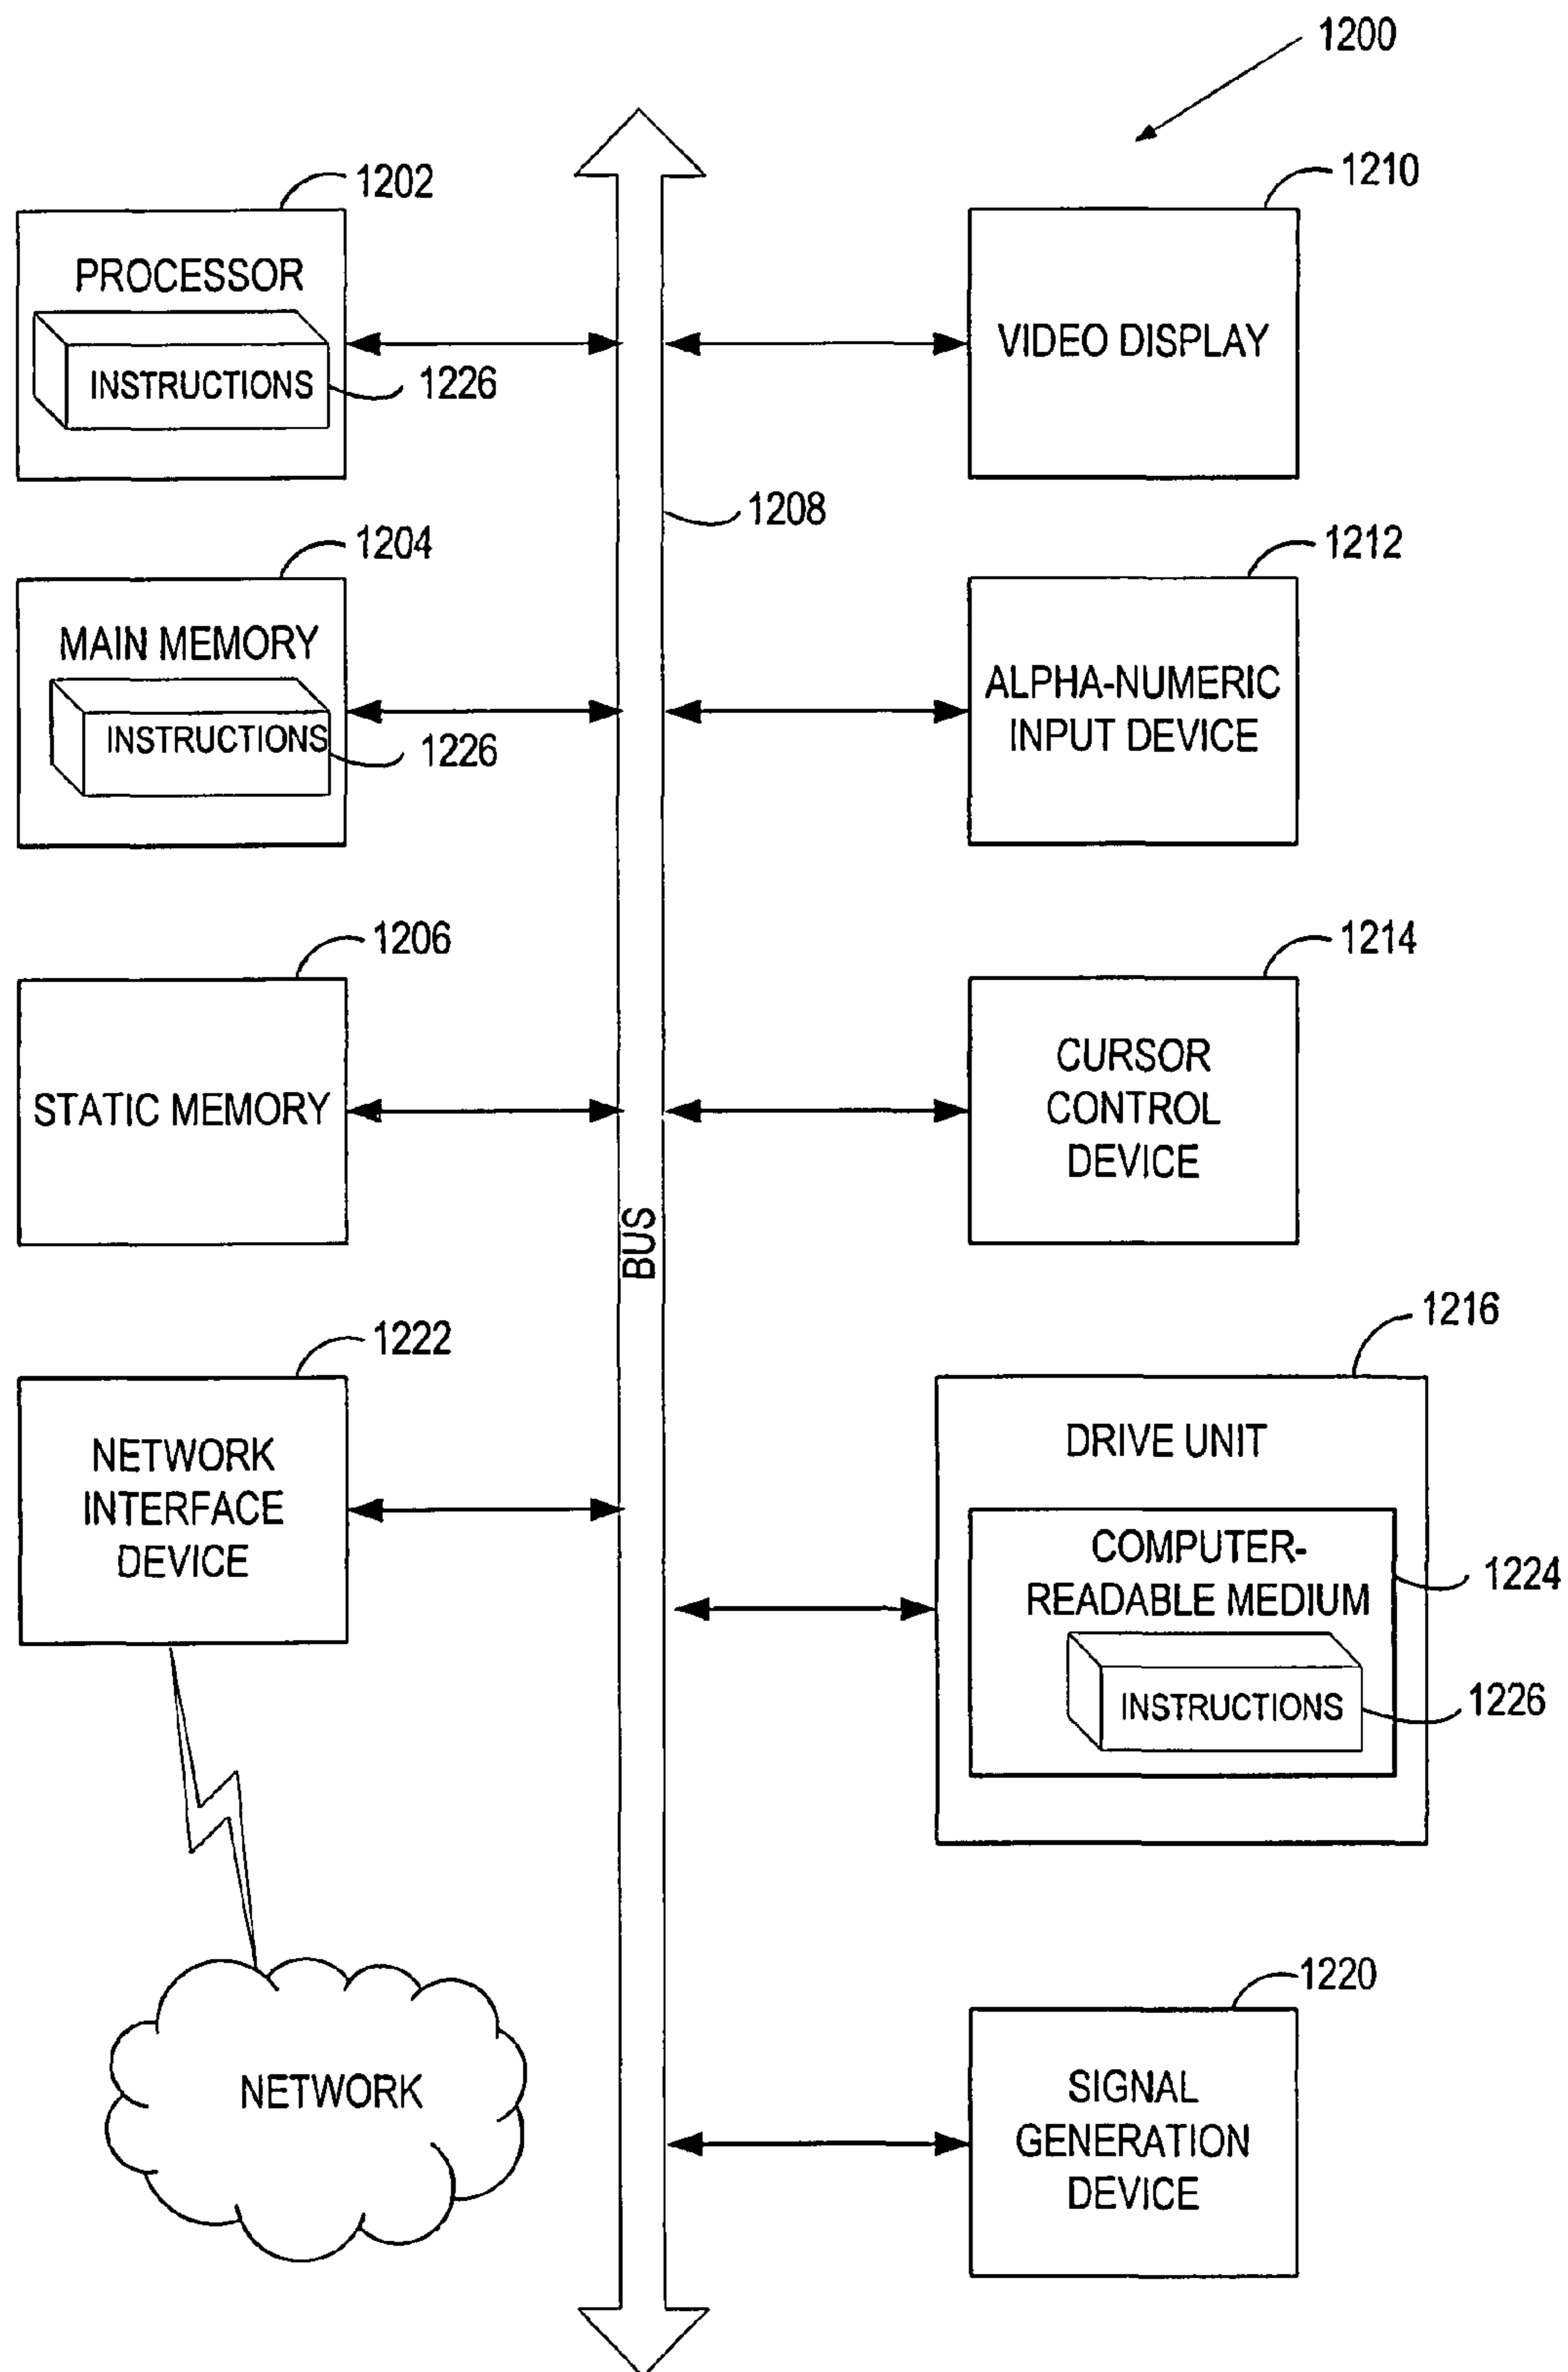 1200
1202
PROCESSOR
INSTRUCTIONS
1226
1204
MAIN MEMORY
INSTRUCTIONS
1226
1206
STATIC MEMORY
1222
NETWORK
INTERFACE
DEVICE
NETWORK
1208
BUS
1210
VIDEO DISPLAY
1212
ALPHA-NUMERIC
INPUT DEVICE
1214
CURSOR
CONTROL
DEVICE
1216
DRIVE UNIT
COMPUTER-
READABLE MEDIUM
1224
INSTRUCTIONS
1226
1220
SIGNAL
GENERATION
DEVICE